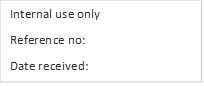 Internal use only
Reference no:
Date received: